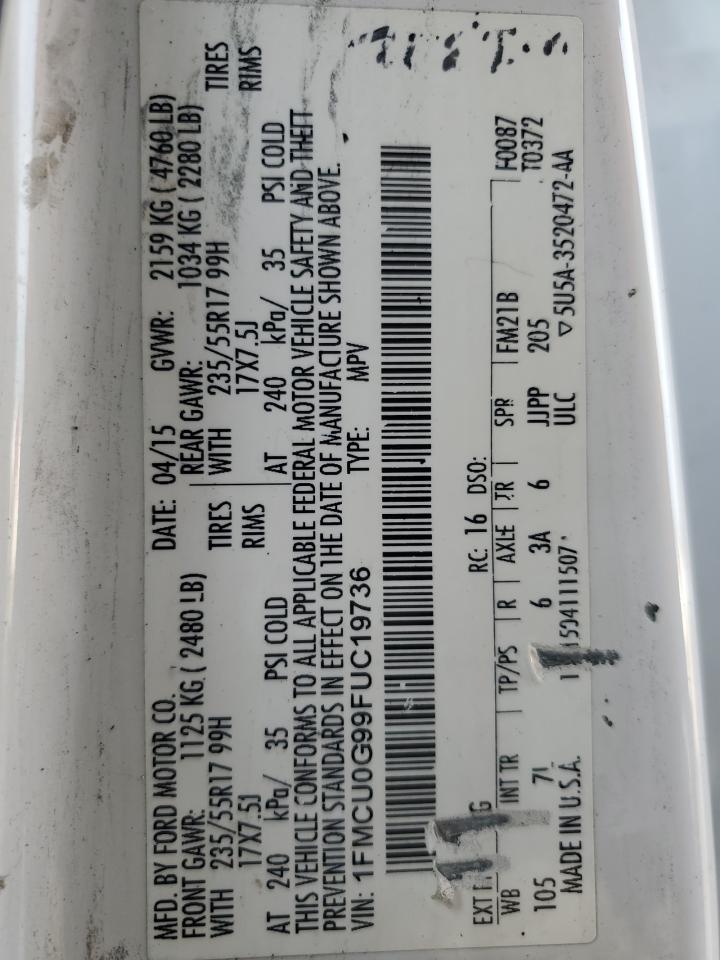 MFD. BY FORD MOTOR CO.
DATE: 04/15 GVWR: 2159 KG ( 4760 LB)
FRONT GAWR: 1125 KG ( 2480 LB)
REAR GAWR: 1034 KG ( 2280 LB)
WITH 235/55R17 99H TIRES
WITH 235/55R17 99H TIRES
17X7.5J RIMS
17X7.5J RIMS
AT 240 kPa/ 35 PSI COLD
AT 240 kPa/ 35 PSI COLD
THIS VEHICLE CONFORMS TO ALL APPLICABLE FEDERAL MOTOR VEHICLE SAFETY AND THEFT
PREVENTION STANDARDS IN EFFECT ON THE DATE OF MANUFACTURE SHOWN ABOVE.
VIN: 1FMCU0G99FUC19736 TYPE: MPV
EXT RC: 16 DSO: F0087
WB INT TR TP/PS R AXLE TR SPR FM21B T0372
105 7L 6 3A 6 JJPP 205
MADE IN U.S.A. ULC ▽5U5A-3520472-AA